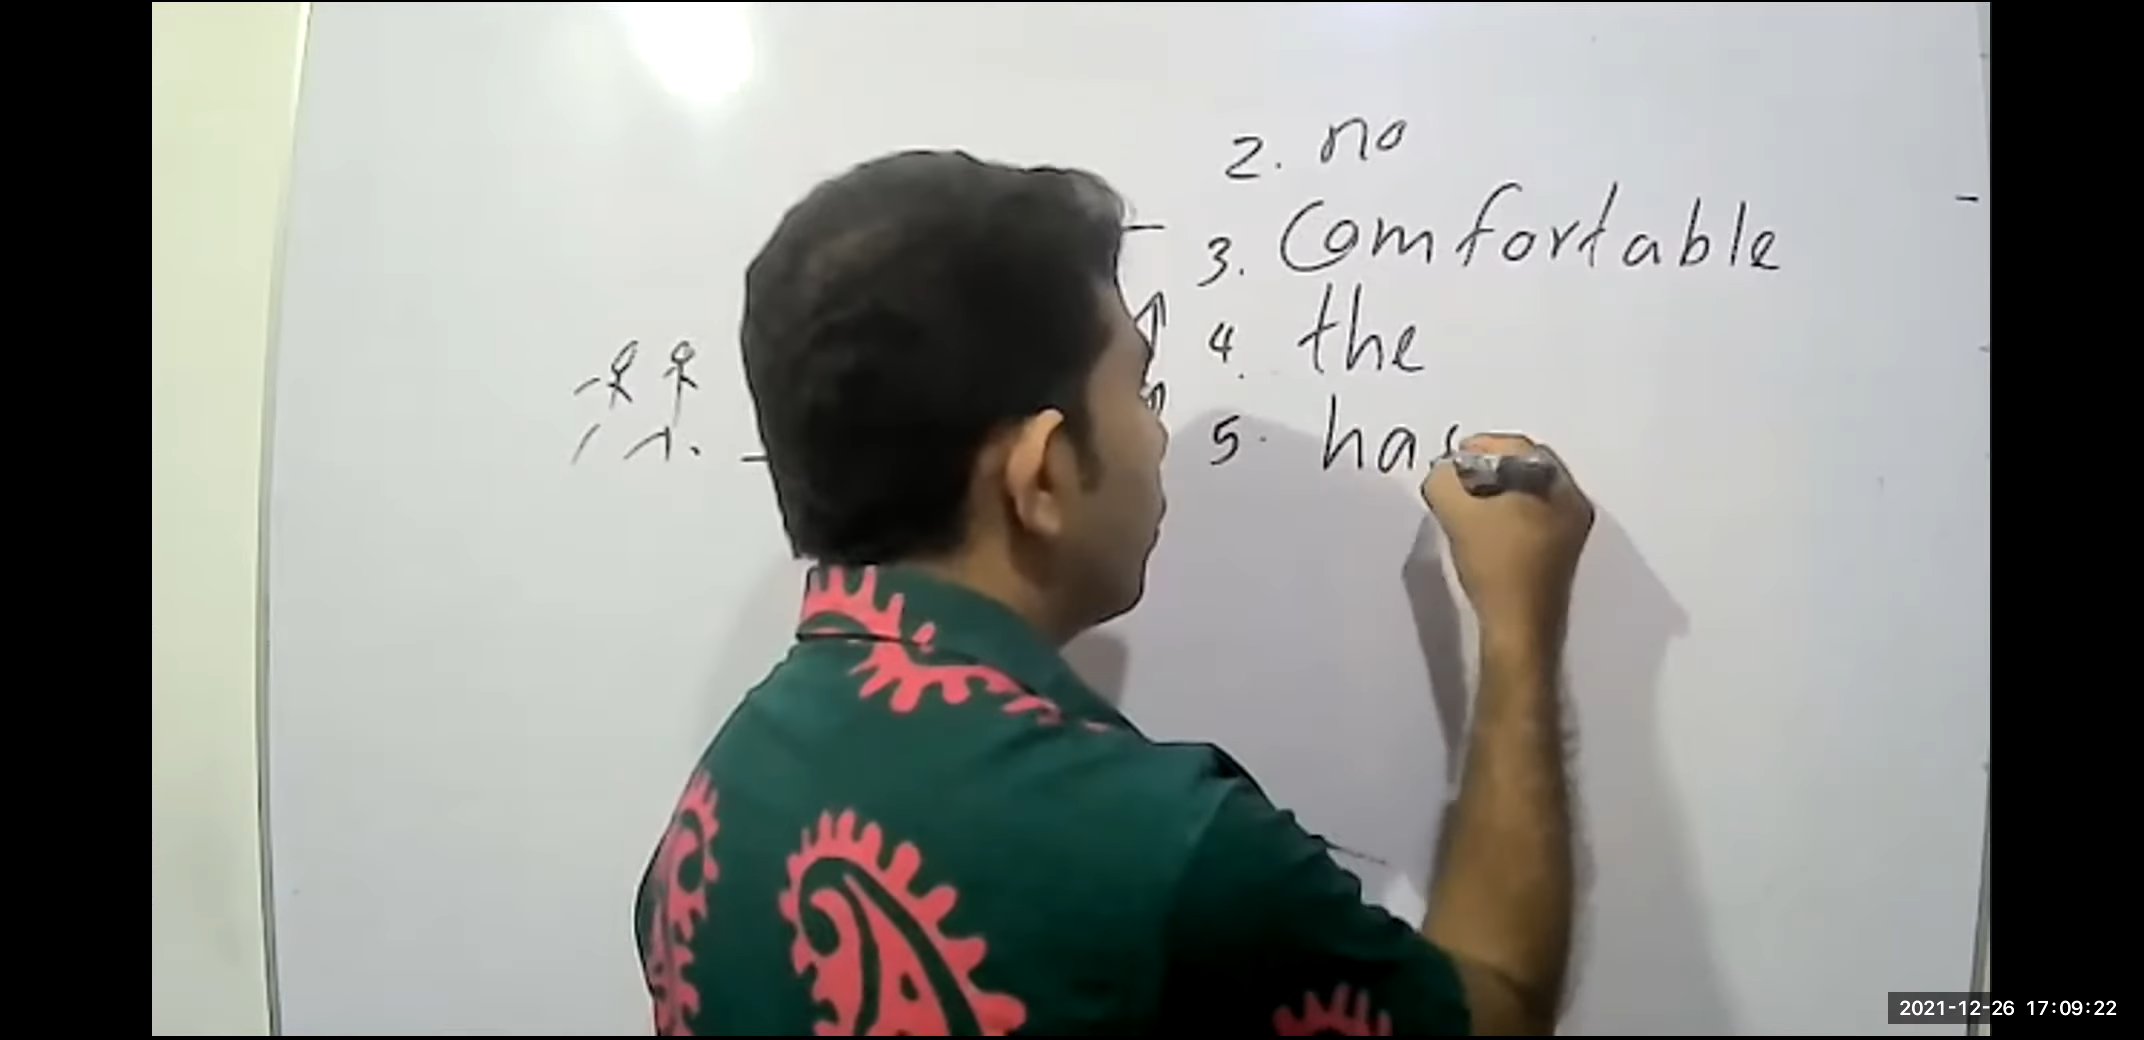 2. no
3. Comfortable
4. the
5. has
2021-12-26 17:09:22